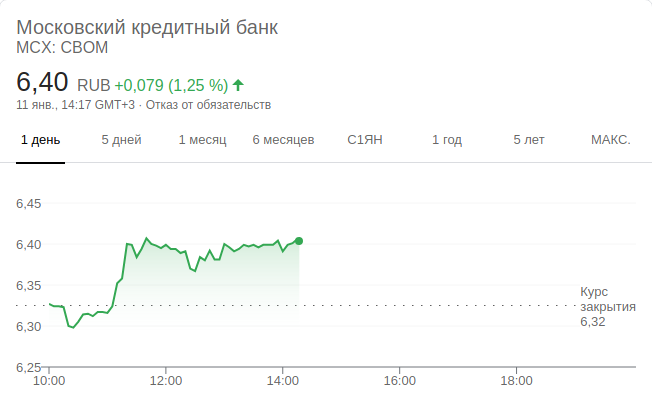 Московский кредитный банк
MCX: CBOM
6,40 RUB +0,079 (1,25 %)
11 янв., 14:17 GMT+3 · Отказ от обязательств
1 день 5 дней 1 месяц 6 месяцев С1ЯН 1 год 5 лет МАКС.
6,45
6,40
6,35
Курс
закрытия
6,32
6,30
6,25
10:00 12:00 14:00 16:00 18:00